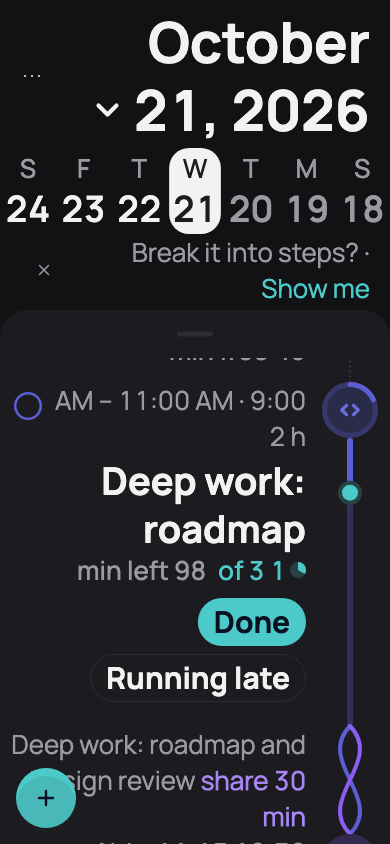 October
...
21, 2026
S F T W T M S
24 23 22 21 20 19 18
Break it into steps? ·
Show me
AM – 11:00 AM · 9:00
2 h
Deep work:
roadmap
min left 98 of 3 1
Done
Running late
Deep work: roadmap and
sign review share 30
min